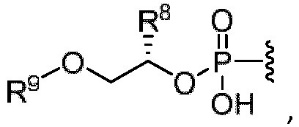 R⁸ O
R⁹ O O P
OH ,